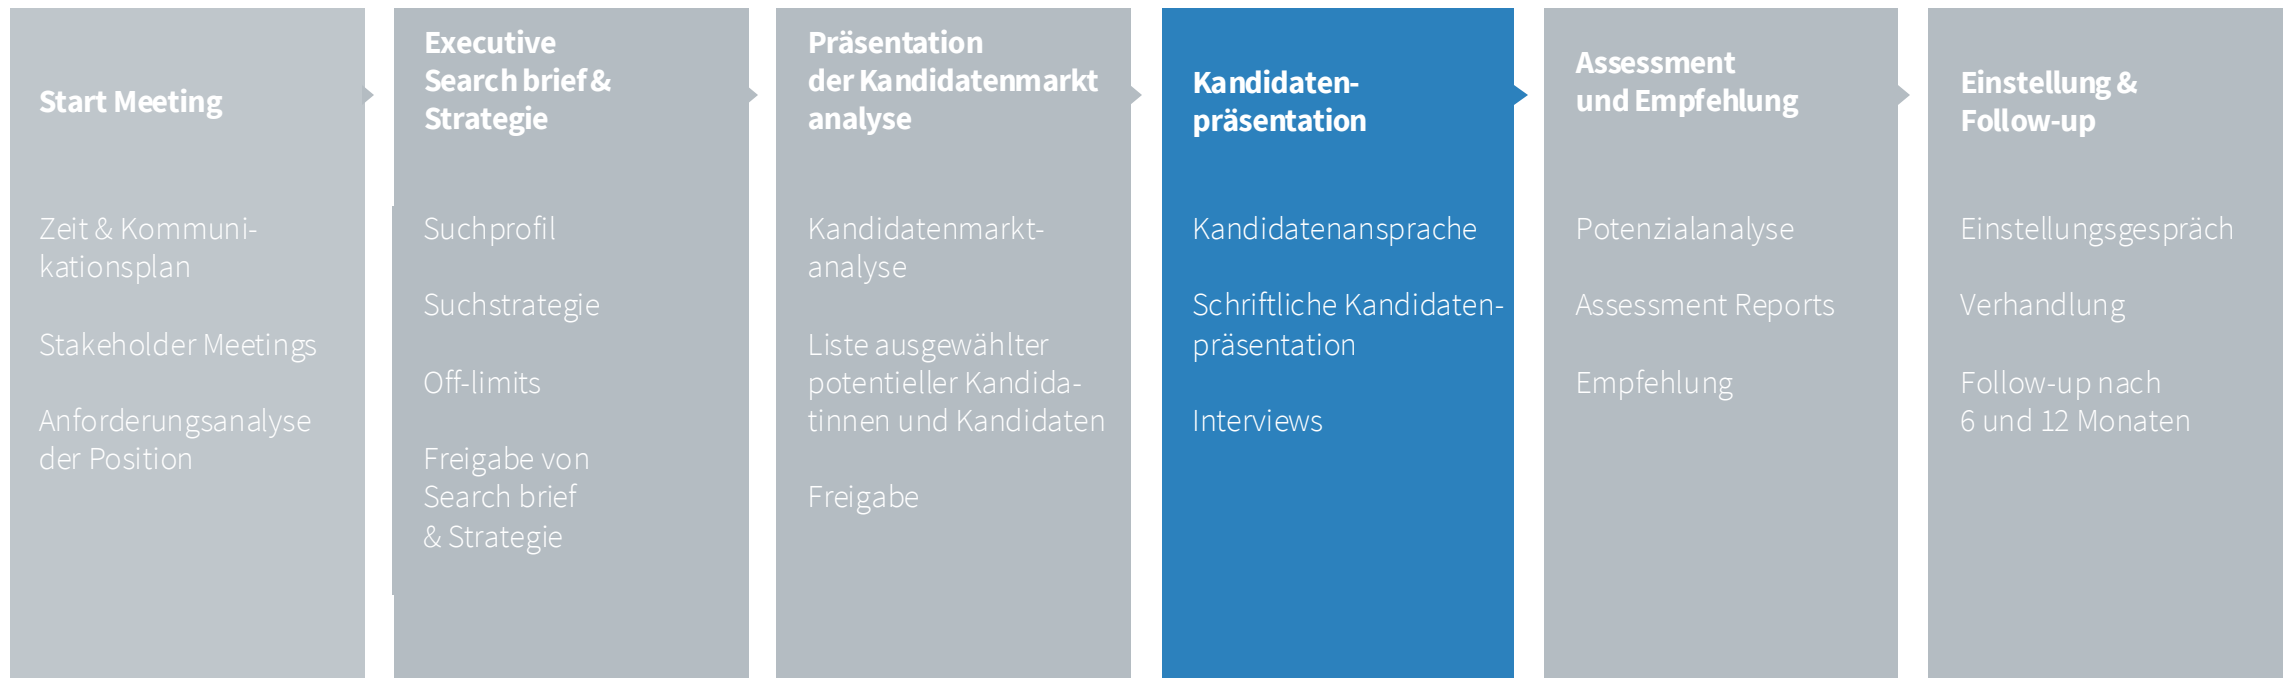 Start Meeting
Zeit & Kommuni-
kationsplan
Stakeholder Meetings
Anforderungsanalyse
der Position
Executive
Search brief &
Strategie
Suchprofil
Suchstrategie
Off-limits
Freigabe von
Search brief
& Strategie
Präsentation
der Kandidatenmarkt
analyse
Kandidatenmarkt-
analyse
Liste ausgewählter
potentieller Kandida-
tinnen und Kandidaten
Freigabe
Kandidaten-
präsentation
Kandidatenansprache
Schriftliche Kandidaten-
präsentation
Interviews
Assessment
und Empfehlung
Potenzialanalyse
Assessment Reports
Empfehlung
Einstellung &
Follow-up
Einstellungsgespräch
Verhandlung
Follow-up nach
6 und 12 Monaten